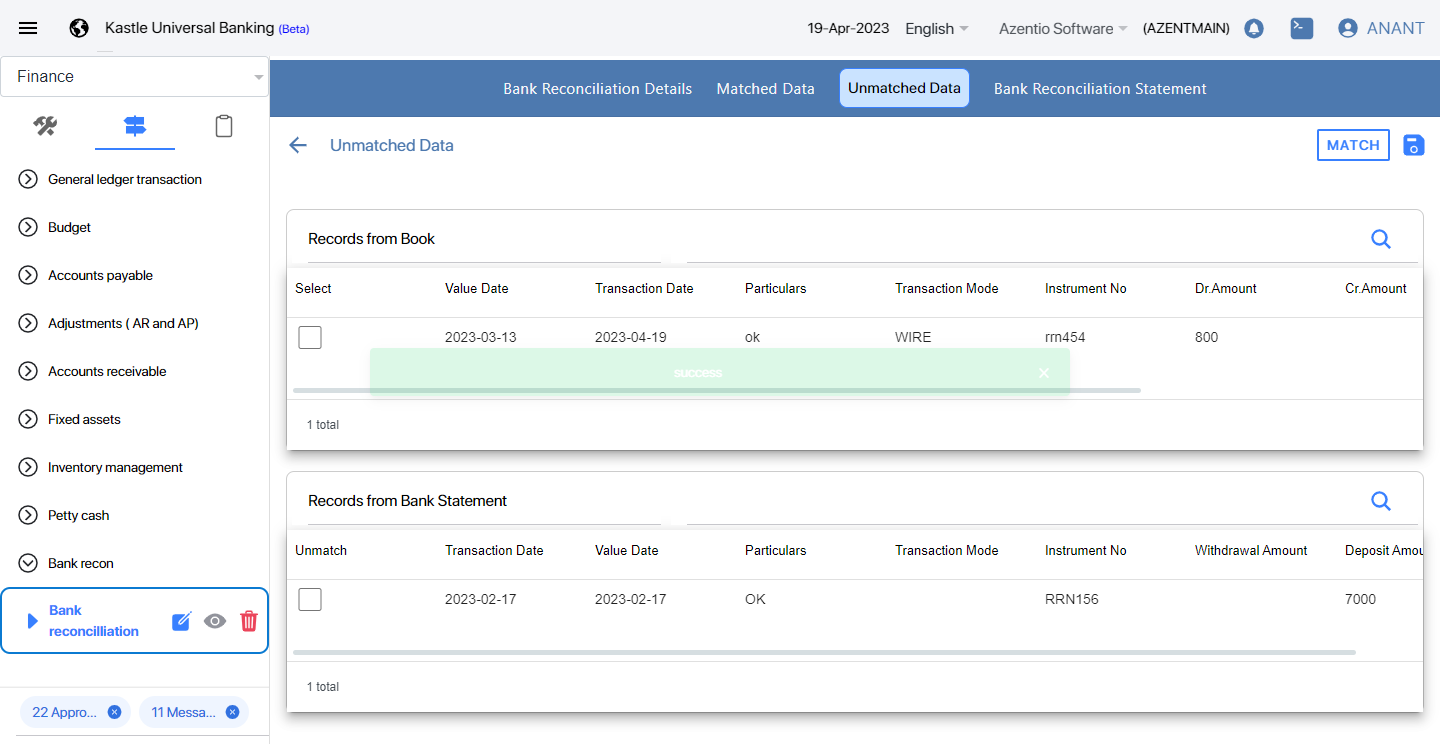 Kastle Universal Banking (Beta)
19-Apr-2023 English Azentio Software (AZENTMAIN) ANANT
Finance
Bank Reconciliation Details Matched Data Unmatched Data Bank Reconciliation Statement
Unmatched Data
MATCH
General ledger transaction
Budget
Accounts payable
Adjustments ( AR and AP)
Accounts receivable
Fixed assets
Inventory management
Petty cash
Bank recon
Bank
reconcilliation
22 Appro... 11 Messa...
Records from Book
Select Value Date Transaction Date Particulars Transaction Mode Instrument No Dr.Amount Cr.Amount
2023-03-13 2023-04-19 ok WIRE rrn454 800
success
1 total
Records from Bank Statement
Unmatch Transaction Date Value Date Particulars Transaction Mode Instrument No Withdrawal Amount Deposit Amou
2023-02-17 2023-02-17 OK RRN156 7000
1 total